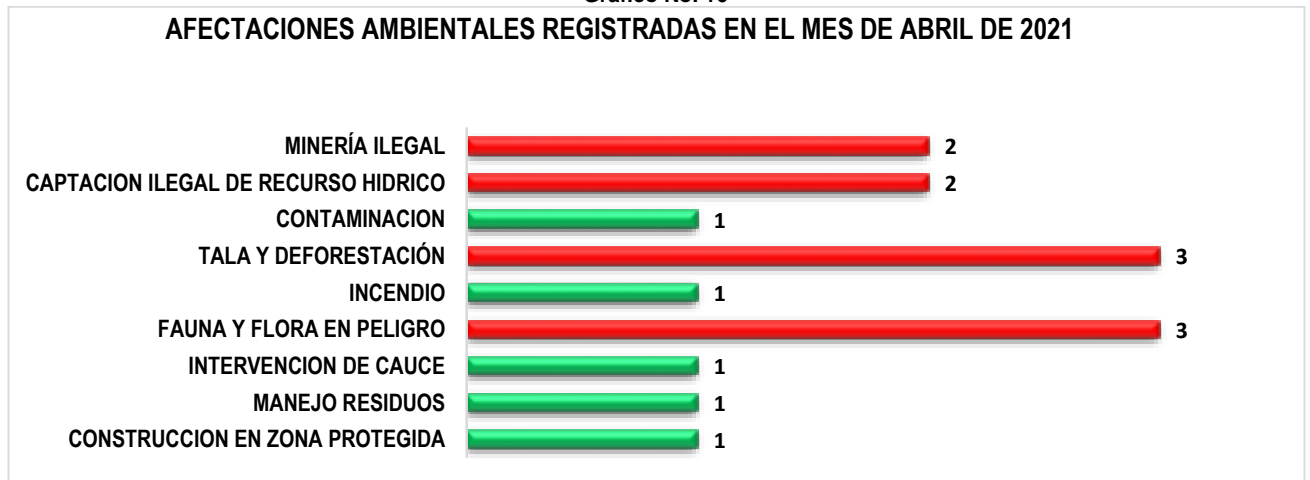 AFECTACIONES AMBIENTALES REGISTRADAS EN EL MES DE ABRIL DE 2021
MINERÍA ILEGAL 2
CAPTACION ILEGAL DE RECURSO HIDRICO 2
CONTAMINACION 1
TALA Y DEFORESTACIÓN 3
INCENDIO 1
FAUNA Y FLORA EN PELIGRO 3
INTERVENCION DE CAUCE 1
MANEJO RESIDUOS 1
CONSTRUCCION EN ZONA PROTEGIDA 1